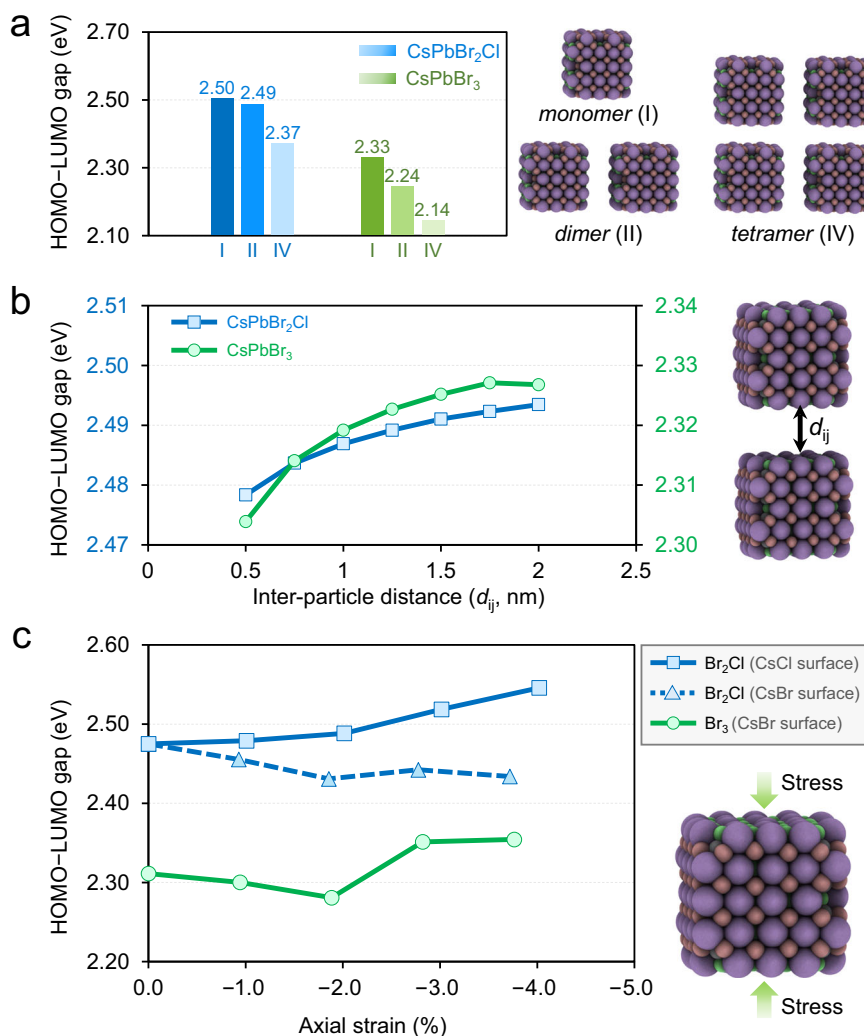 a
HOMO−LUMO gap (eV)
2.70
2.50
2.30
2.10
CsPbBr₂Cl
CsPbBr₃
2.50
2.49
2.37
2.33
2.24
2.14
I II IV
I II IV
monomer (I)
dimer (II)
tetramer (IV)
b
HOMO−LUMO gap (eV)
2.51
2.50
2.49
2.48
2.47
CsPbBr₂Cl
CsPbBr₃
2.34
2.33
2.32
2.31
2.30
0 0.5 1 1.5 2 2.5
Inter-particle distance (dᵢⱼ, nm)
dᵢⱼ
c
HOMO−LUMO gap (eV)
2.60
2.50
2.40
2.30
2.20
0.0 −1.0 −2.0 −3.0 −4.0 −5.0
Axial strain (%)
Br₂Cl (CsCl surface)
Br₂Cl (CsBr surface)
Br₃ (CsBr surface)
Stress
Stress